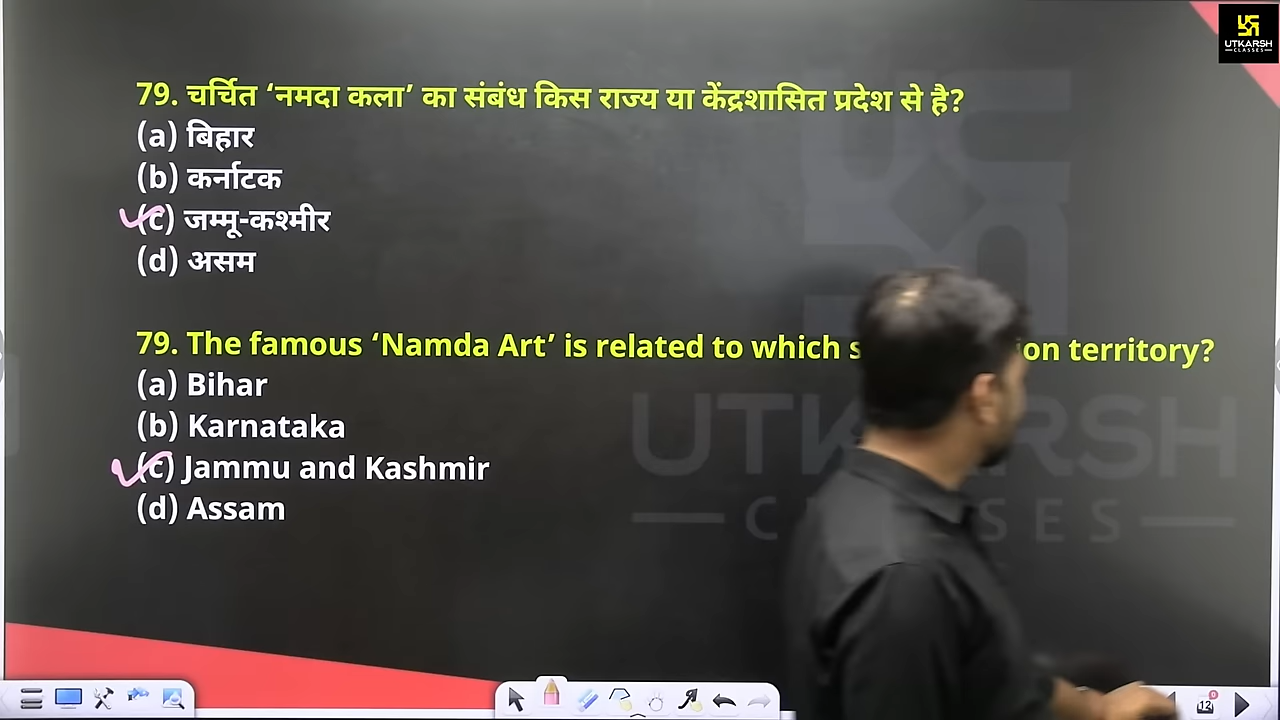 UTKARSH
CLASSES
79. चर्चित ‘नमदा कला’ का संबंध किस राज्य या केंद्रशासित प्रदेश से है?
(a) बिहार
(b) कर्नाटक
(c) जम्मू-कश्मीर
(d) असम
79. The famous ‘Namda Art’ is related to which territory?
(a) Bihar
(b) Karnataka
(c) Jammu and Kashmir
(d) Assam
12